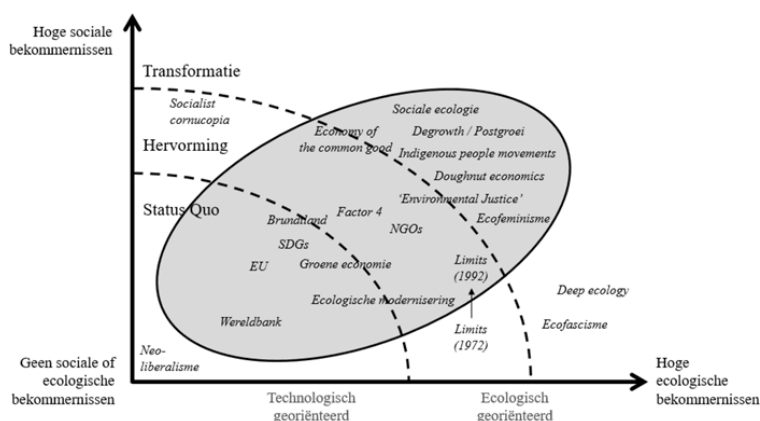 Hoge sociale
bekommernissen
Transformatie
Socialist
cornucopia
Sociale ecologie
Economy of
the common good
Degrowth / Postgroei
Hervorming
Indigenous people movements
Doughnut economics
'Environmental Justice'
Status Quo
Factor 4
Brundtland
Ecofeminisme
NGOs
SDGs
EU
Groene economie
Limits
(1992)
Deep ecology
Ecologische modernisering
Wereldbank
Ecofascisme
Limits
(1972)
Neo-
liberalisme
Geen sociale of
ecologische
bekommernissen
Hoge
ecologische
bekommernissen
Technologisch
georiënteerd
Ecologisch
georiënteerd